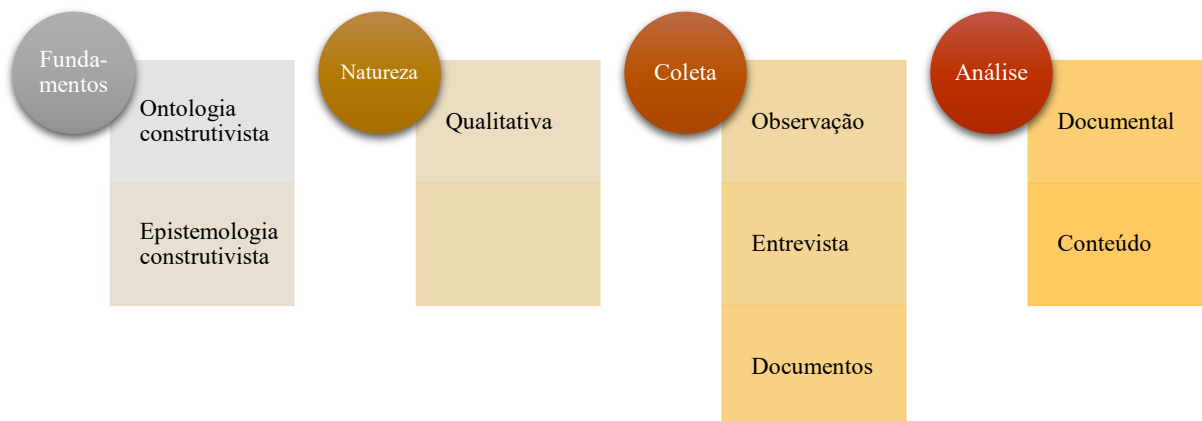 Funda-
mentos
Ontologia
construtivista
Epistemologia
construtivista
Natureza
Qualitativa
Coleta
Observação
Entrevista
Documentos
Análise
Documental
Conteúdo